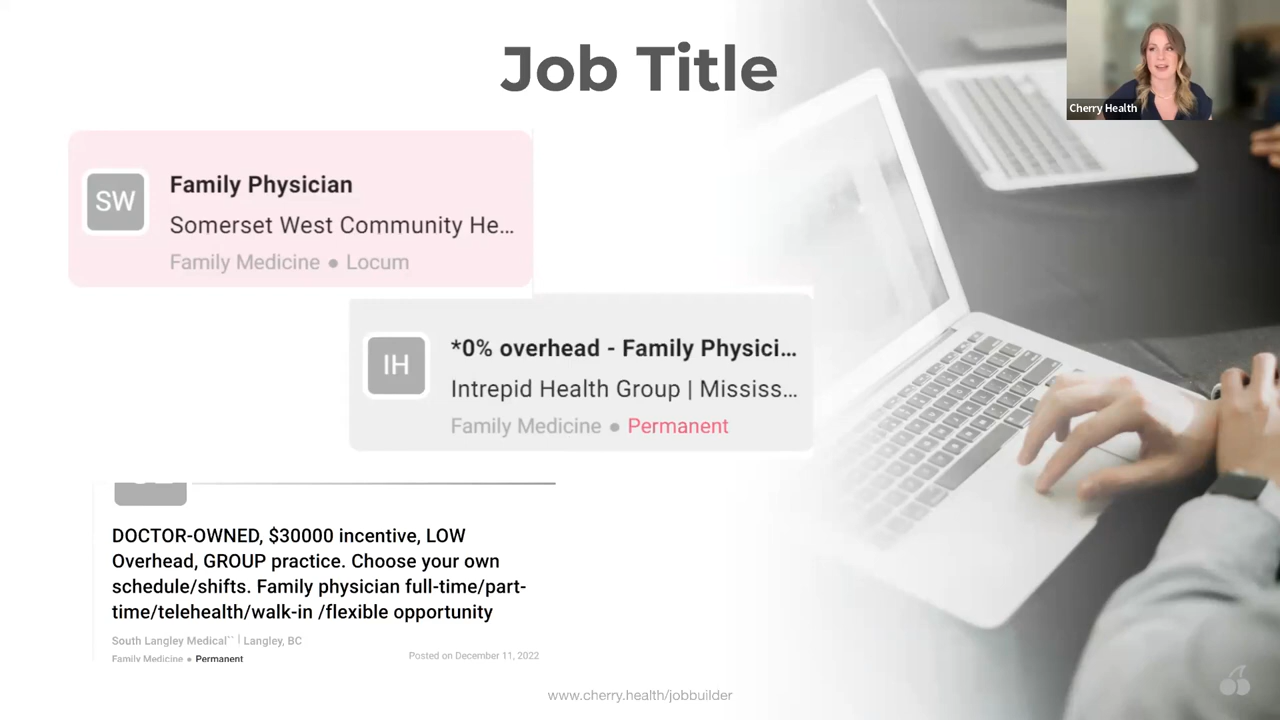 Job Title
Cherry Health
SW
Family Physician
Somerset West Community He...
Family Medicine ● Locum
IH
*0% overhead - Family Physici...
Intrepid Health Group | Mississ...
Family Medicine ● Permanent
DOCTOR-OWNED, $30000 incentive, LOW
Overhead, GROUP practice. Choose your own
schedule/shifts. Family physician full-time/part-
time/telehealth/walk-in /flexible opportunity
South Langley Medical`` | Langley, BC
Family Medicine ● Permanent
Posted on December 11, 2022
www.cherry.health/jobbuilder